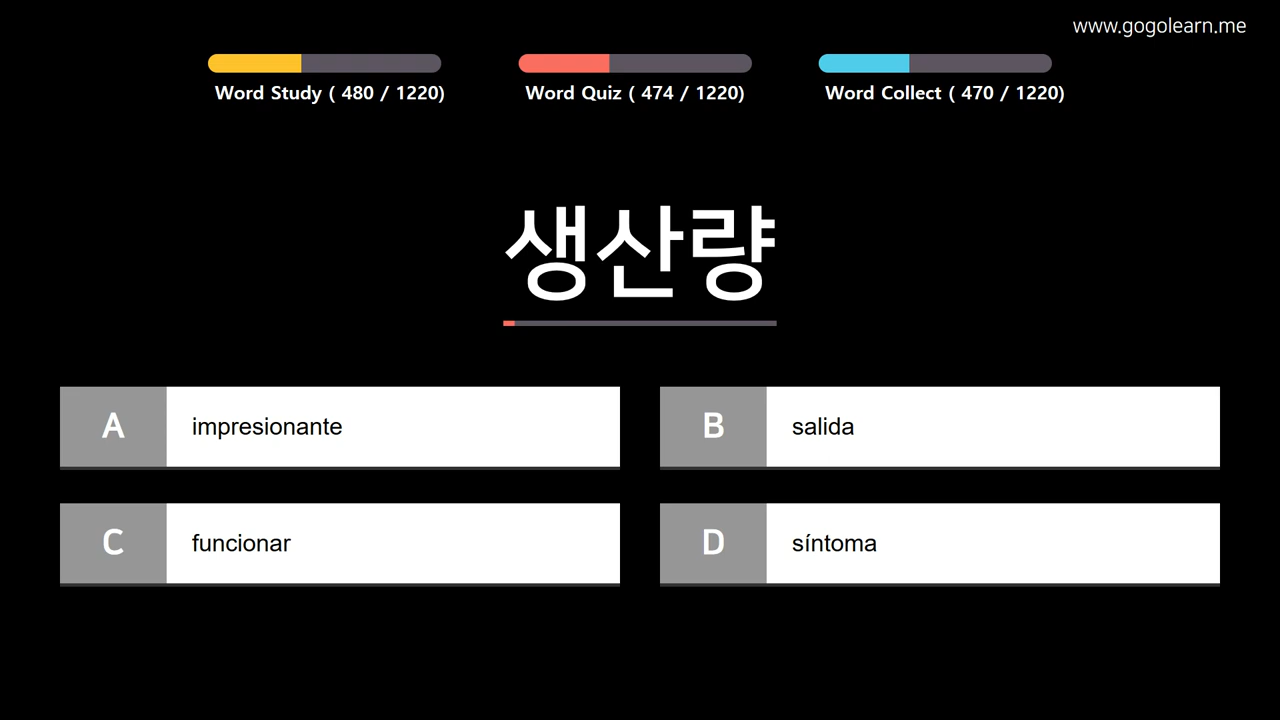 www.gogolearn.me
Word Study ( 480 / 1220)
Word Quiz ( 474 / 1220)
Word Collect ( 470 / 1220)
생산량
A impresionante
B salida
C funcionar
D síntoma